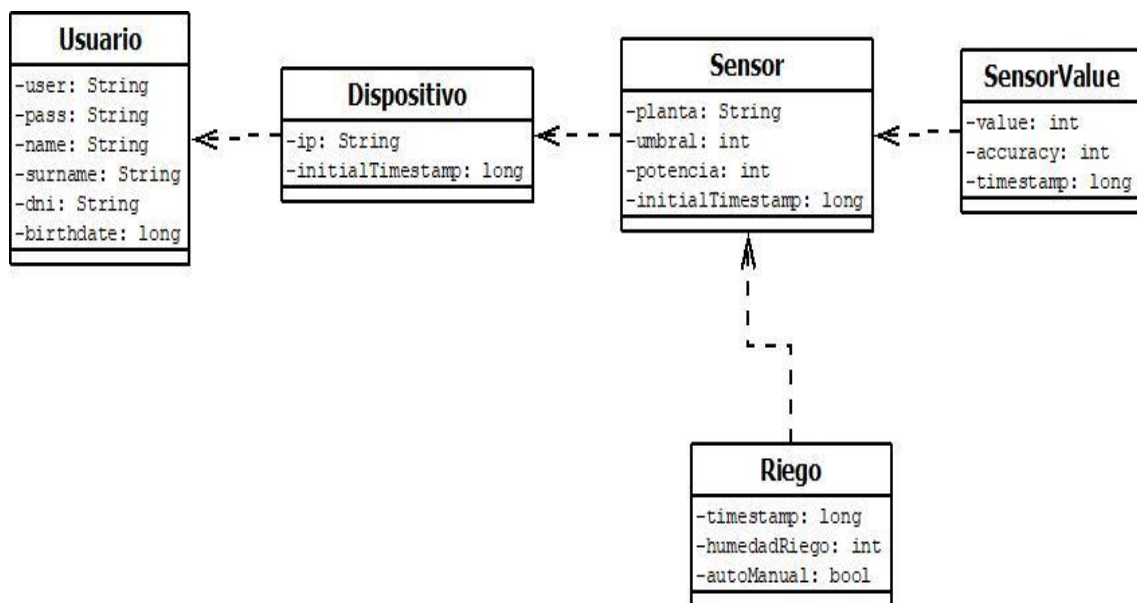 Usuario
-user: String
-pass: String
-name: String
-surname: String
-dni: String
-birthdate: long
Dispositivo
-ip: String
-initialTimestamp: long
Sensor
-planta: String
-umbral: int
-potencia: int
-initialTimestamp: long
SensorValue
-value: int
-accuracy: int
-timestamp: long
Riego
-timestamp: long
-humedadRiego: int
-autoManual: bool